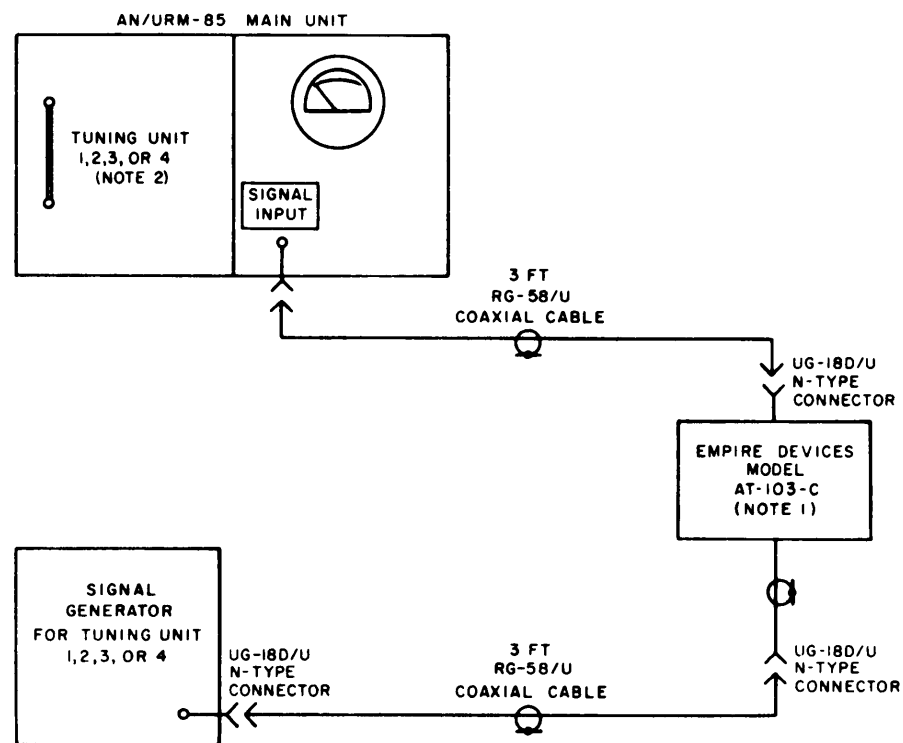 AN/URM-85 MAIN UNIT
TUNING UNIT
1,2,3, OR 4
(NOTE 2)
SIGNAL
INPUT
3 FT
RG-58/U
COAXIAL CABLE
UG-18D/U
N-TYPE
CONNECTOR
EMPIRE DEVICES
MODEL
AT-103-C
(NOTE 1)
SIGNAL
GENERATOR
FOR TUNING UNIT
1,2,3, OR 4
UG-18D/U
N-TYPE
CONNECTOR
3 FT
RG-58/U
COAXIAL CABLE
UG-18D/U
N-TYPE
CONNECTOR